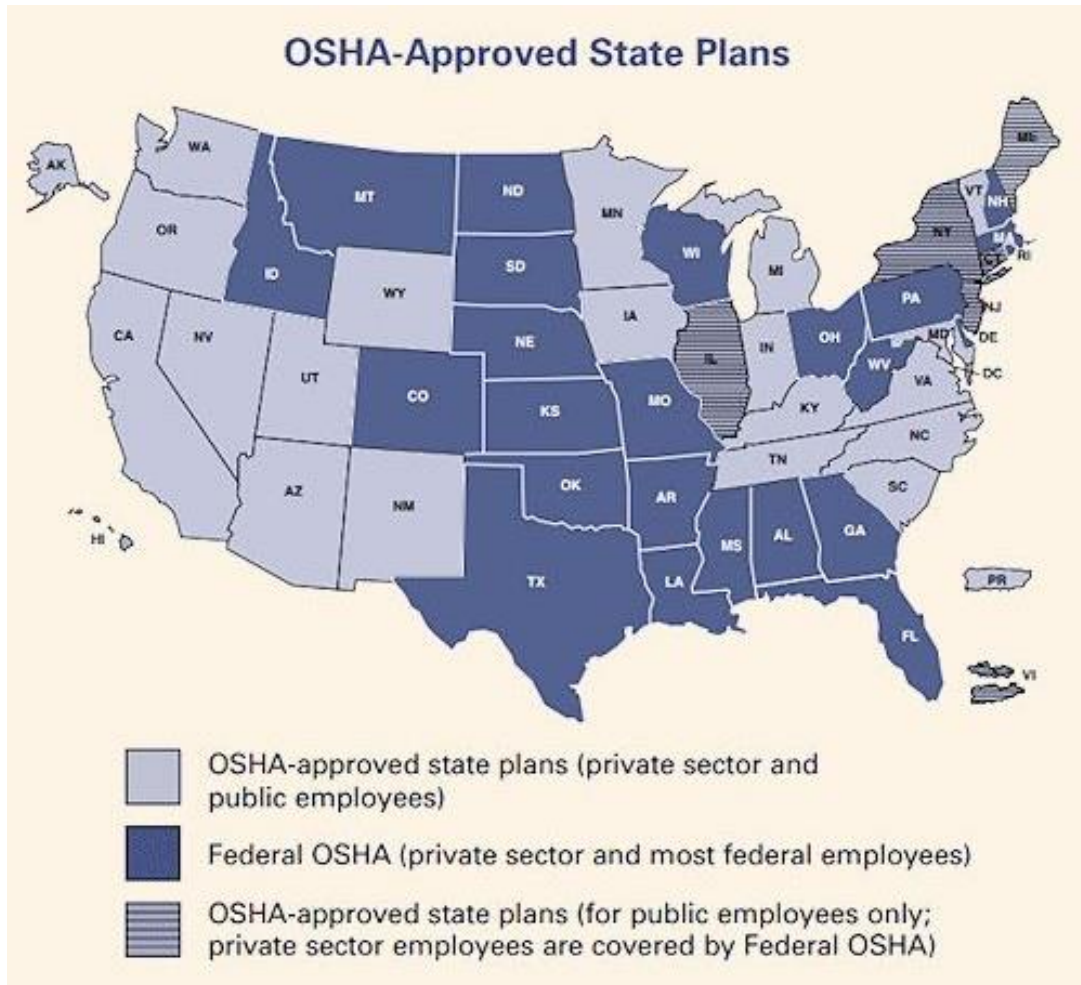 OSHA-Approved State Plans
WA
AK
MT
ND
MN
VT
NH
OR
NY
ID
SD
WI
MI
RI
CT
WY
PA
NJ
IA
CA
NV
NE
OH
MD
DE
IL
IN
UT
WV
DC
CO
VA
KS
MO
KY
NC
TN
AZ
OK
SC
NM
AR
HI
MS
AL
GA
TX
LA
PR
FL
VI
OSHA-approved state plans (private sector and
public employees)
Federal OSHA (private sector and most federal employees)
OSHA-approved state plans (for public employees only;
private sector employees are covered by Federal OSHA)